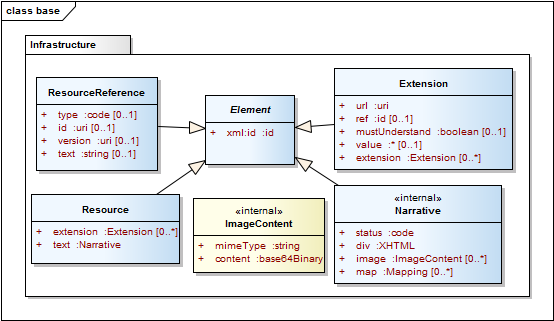 class base
Infrastructure
ResourceReference
+ type :code [0..1]
+ id :uri [0..1]
+ version :uri [0..1]
+ text :string [0..1]
Element
+ xml:id :id
Extension
+ url :uri
+ ref :id [0..1]
+ mustUnderstand :boolean [0..1]
+ value :* [0..1]
+ extension :Extension [0..*]
Resource
+ extension :Extension [0..*]
+ text :Narrative
«internal»
ImageContent
+ mimeType :string
+ content :base64Binary
«internal»
Narrative
+ status :code
+ div :XHTML
+ image :ImageContent [0..*]
+ map :Mapping [0..*]